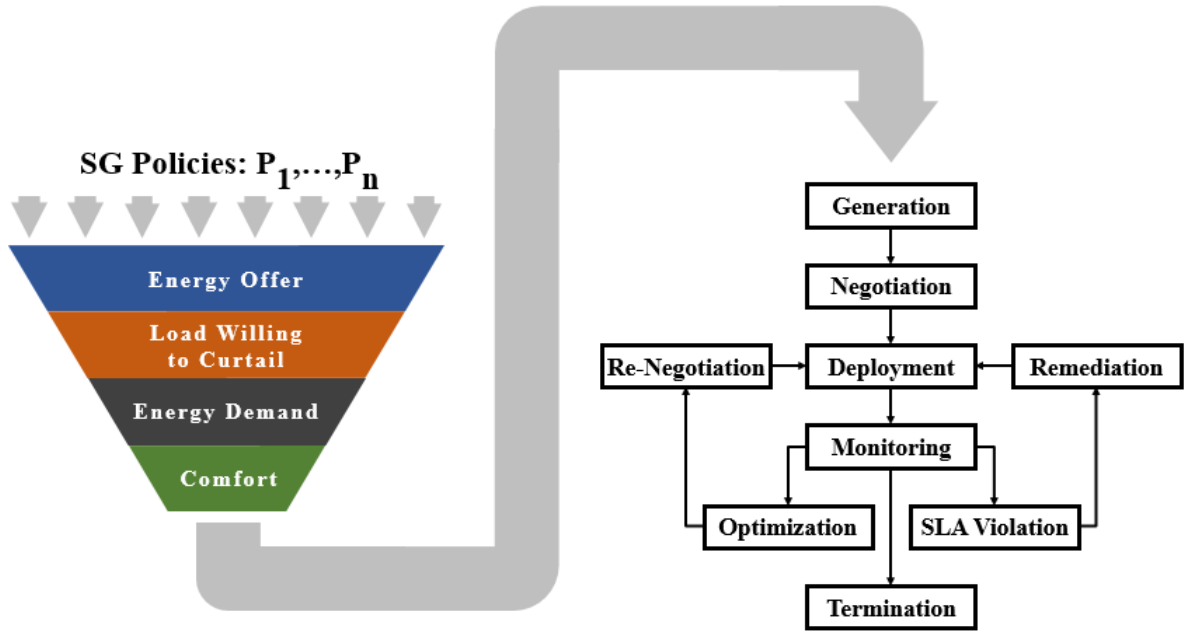 SG Policies: P1,…,Pn
Energy Offer
Load Willing
to Curtail
Energy Demand
Comfort
Generation
Negotiation
Re-Negotiation
Deployment
Remediation
Monitoring
Optimization
SLA Violation
Termination